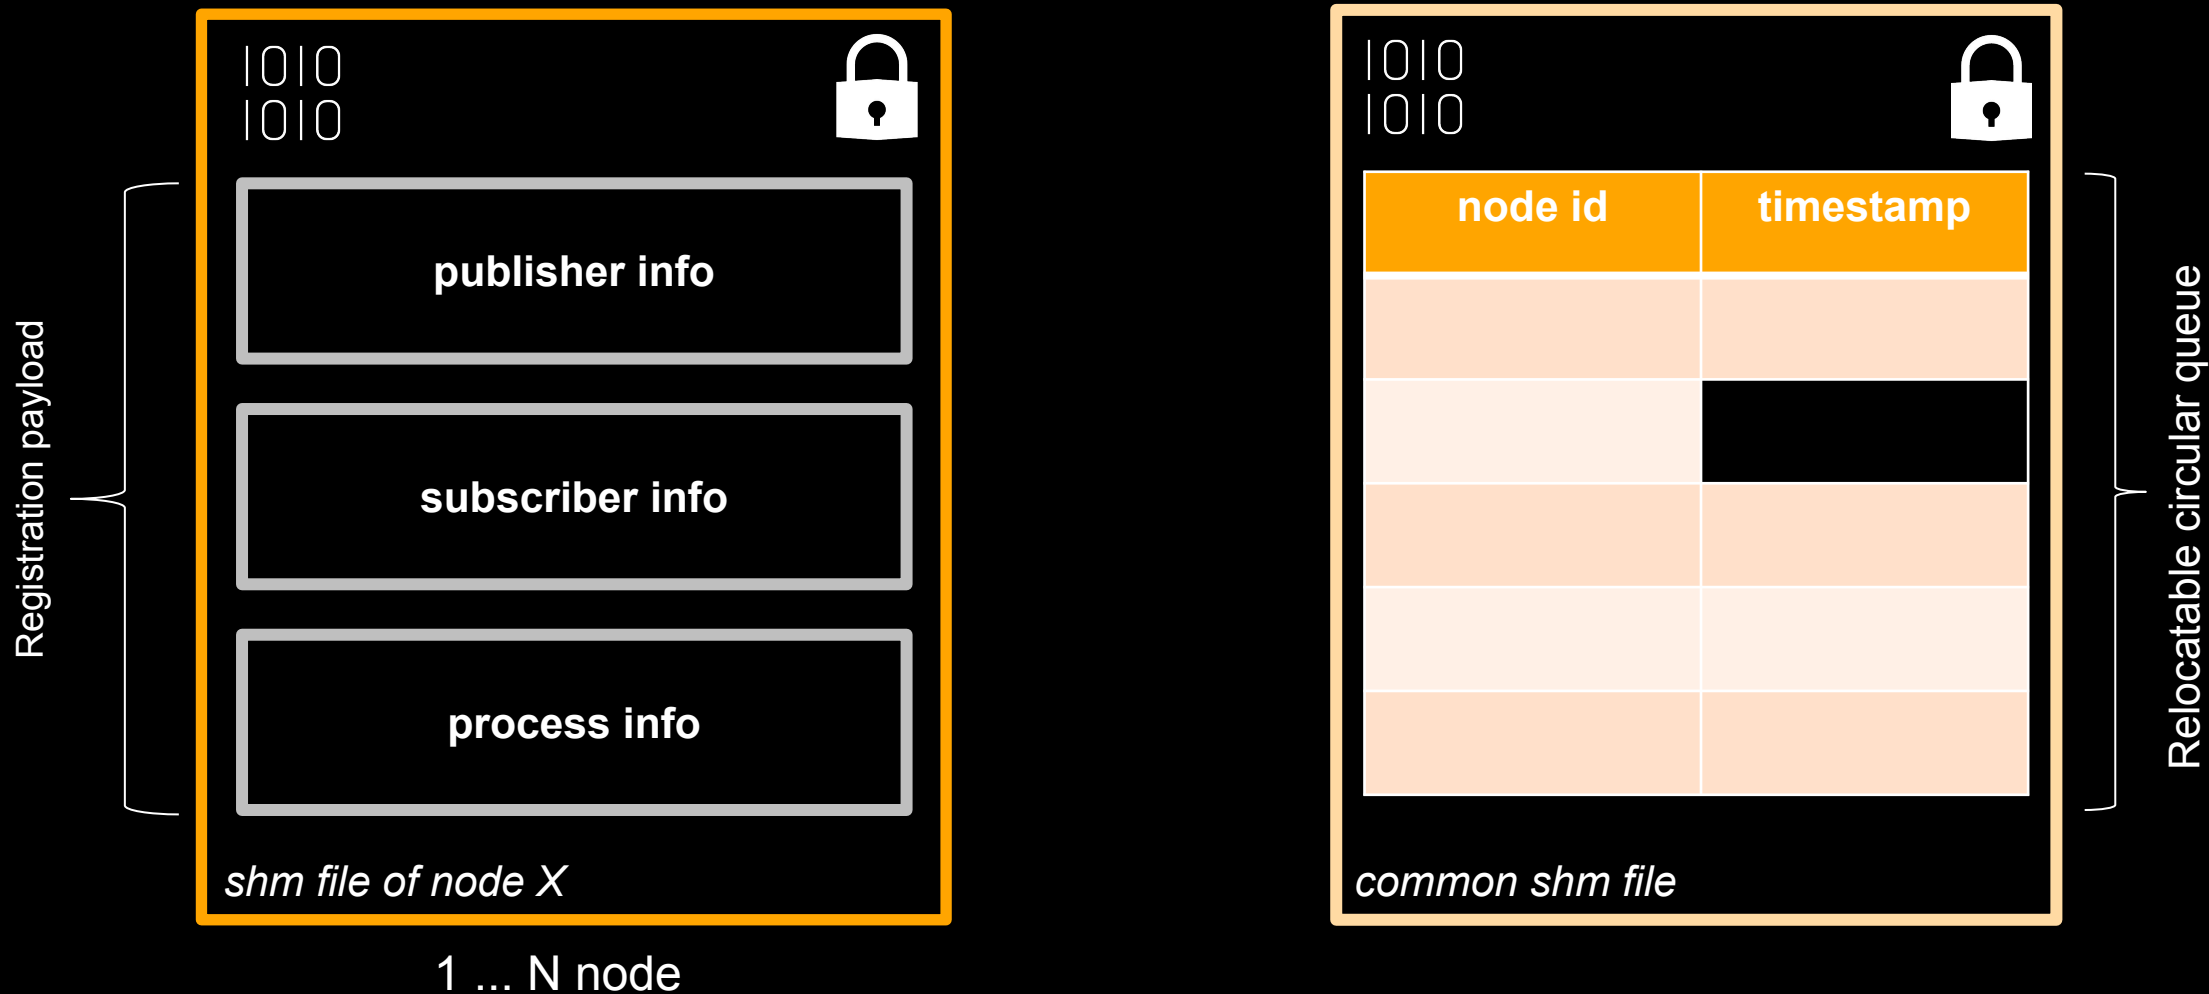 1010
1010
publisher info
subscriber info
process info
Registration payload
shm file of node X
1 ... N node
1010
1010
node id timestamp
common shm file
Relocatable circular queue